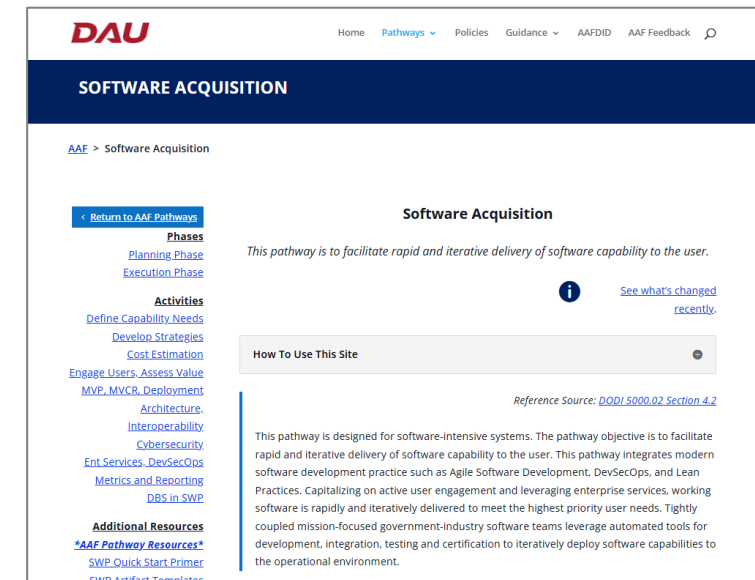 DAU
Home Pathways Policies Guidance AAFDID AAF Feedback
SOFTWARE ACQUISITION
AAF > Software Acquisition
< Return to AAF Pathways
Phases
Planning Phase
Execution Phase
Activities
Define Capability Needs
Develop Strategies
Cost Estimation
Engage Users, Assess Value
MVP, MVCR, Deployment
Architecture,
Interoperability
Cybersecurity
Ent Services, DevSecOps
Metrics and Reporting
DBS in SWP
Additional Resources
*AAF Pathway Resources*
SWP Quick Start Primer
SWP Artifact Templates
Software Acquisition
This pathway is to facilitate rapid and iterative delivery of software capability to the user.
See what's changed
recently.
How To Use This Site
Reference Source: DODI 5000.02 Section 4.2
This pathway is designed for software-intensive systems. The pathway objective is to facilitate
rapid and iterative delivery of software capability to the user. This pathway integrates modern
software development practice such as Agile Software Development, DevSecOps, and Lean
Practices. Capitalizing on active user engagement and leveraging enterprise services, working
software is rapidly and iteratively delivered to meet the highest priority user needs. Tightly
coupled mission-focused government-industry software teams leverage automated tools for
development, integration, testing and certification to iteratively deploy software capabilities to
the operational environment.